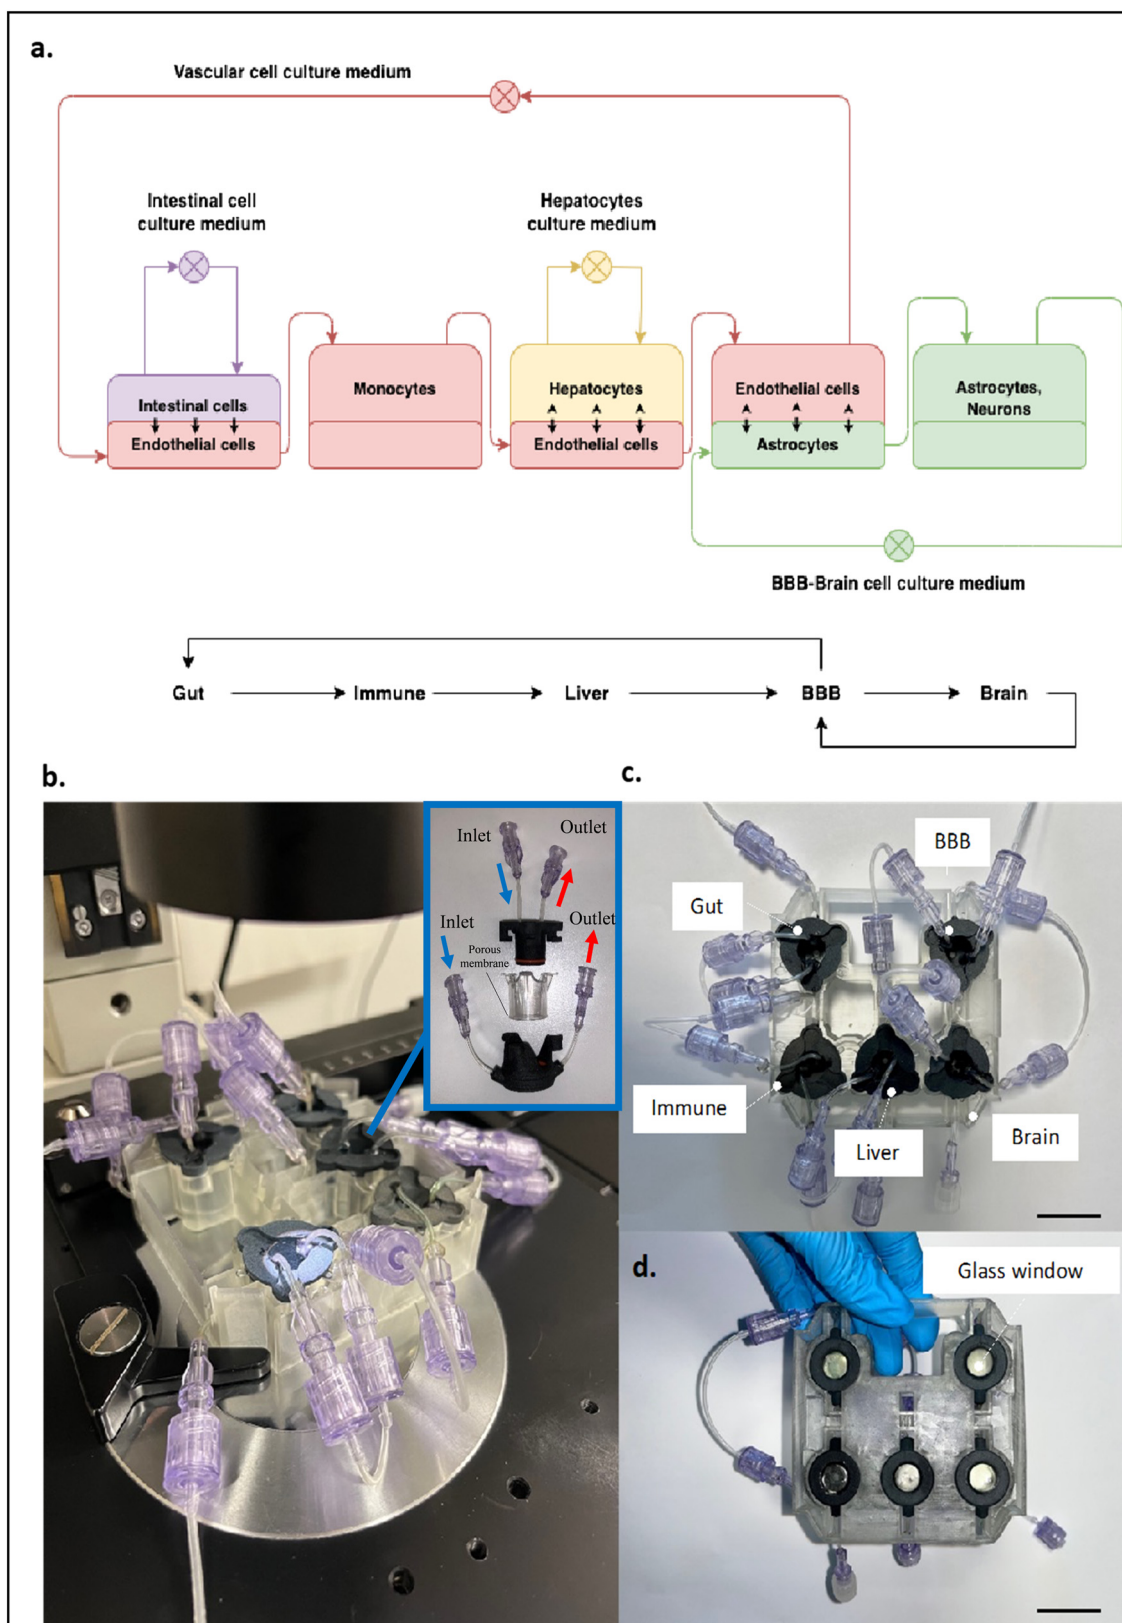 a.
Vascular cell culture medium
Intestinal cell
culture medium
Hepatocytes
culture medium
Intestinal cells
Endothelial cells
Monocytes
Hepatocytes
Endothelial cells
Endothelial cells
Astrocytes
Astrocytes,
Neurons
BBB-Brain cell culture medium
Gut
Immune
Liver
BBB
Brain
b.
Inlet
Outlet
Inlet
Outlet
Porous
membrane
c.
BBB
Gut
Immune
Liver
Brain
d.
Glass window